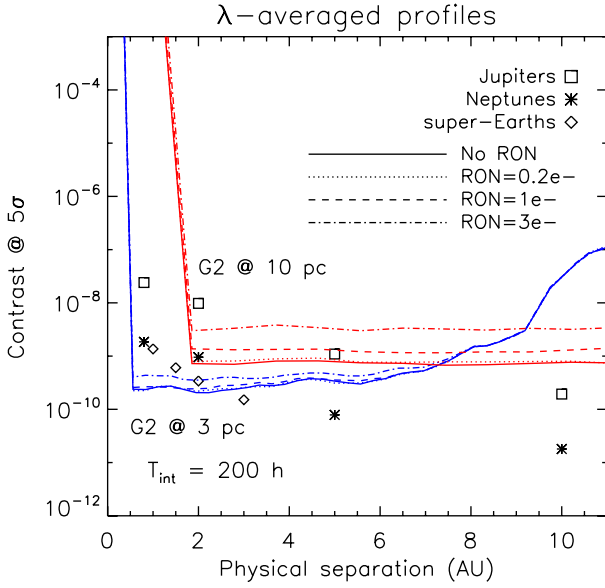 λ-averaged profiles
Contrast @ 5σ
10⁻⁴
10⁻⁶
10⁻⁸
10⁻¹⁰
10⁻¹²
Jupiters
Neptunes
super-Earths
No RON
RON=0.2e-
RON=1e-
RON=3e-
G2 @ 10 pc
G2 @ 3 pc
T_int = 200 h
0 2 4 6 8 10
Physical separation (AU)